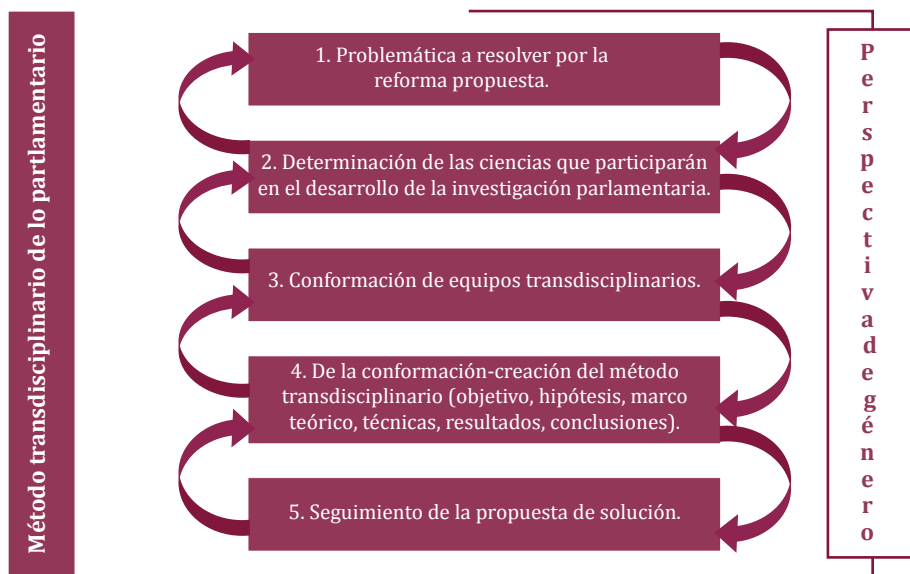 Método transdisciplinario de lo partlamentario
1. Problemática a resolver por la
reforma propuesta.
2. Determinación de las ciencias que participarán
en el desarrollo de la investigación parlamentaria.
3. Conformación de equipos transdisciplinarios.
4. De la conformación-creación del método
transdisciplinario (objetivo, hipótesis, marco
teórico, técnicas, resultados, conclusiones).
5. Seguimiento de la propuesta de solución.
Perspectiva de género